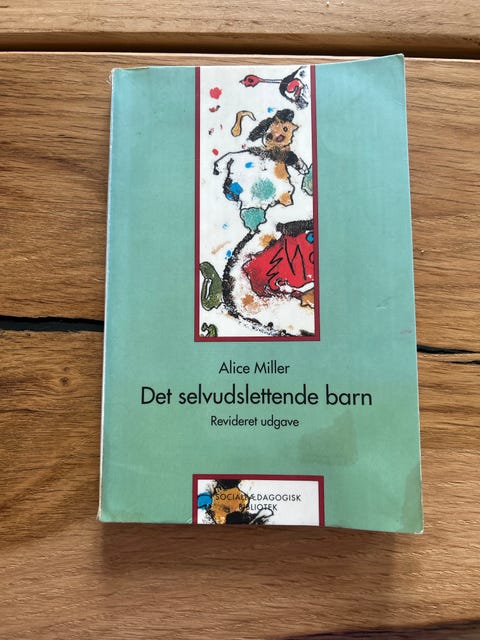 Alice Miller
Det selvudslettende barn
Revideret udgave
SOCIALPÆDAGOGISK
BIBLIOTEK